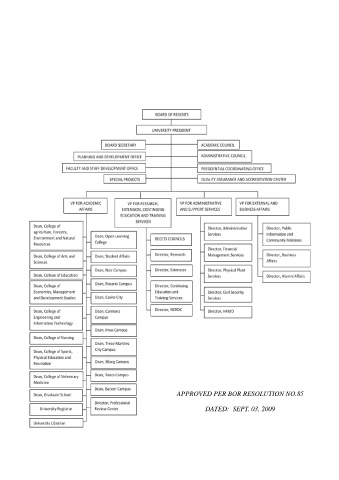 BOARD OF REGENTS
UNIVERSITY PRESIDENT
BOARD SECRETARY
ACADEMIC COUNCIL
PLANNING AND DEVELOPMENT OFFICE
ADMINISTRATIVE COUNCIL
FACULTY AND STAFF DEVELOPMENT OFFICE
PRESIDENTIAL COORDINATING OFFICE
SPECIAL PROJECTS
QUALITY ASSURANCE AND ACCREDITATION CENTER
VP FOR ACADEMIC
AFFAIRS
VP FOR RESEARCH,
EXTENSION, CONTINUING
EDUCATION AND TRAINING
SERVICES
VP FOR ADMINISTRATIVE
AND SUPPORT SERVICES
VP FOR EXTERNAL AND
BUSINESS AFFAIRS
Dean, College of
agriculture, Forestry,
Environment and Natural
Resources
Dean, College of Arts and
Sciences
Dean, College of Education
Dean, College of
Economics, Management
and Development Studies
Dean, College of
Engineering and
Information Technology
Dean, College of Nursing
Dean, College of Sports,
Physical Education and
Recreation
Dean, College of Veterinary
Medicine
Dean, Graduate School
University Registrar
University Librarian
Dean, Open Learning
College
Dean, Student Affairs
Dean, Naic Campus
Dean, Rosario Campus
Dean, Cavite City
Dean, Carmona
Campus
Dean, Imus Campus
Dean, Trece Martires
City Campus
Dean, Silang Campus
Dean, Tanza Campus
Dean, Bacoor Campus
Director, Professional
Review Center
RECETS COUNCILS
Director, Research
Director, Extension
Director, Continuing
Education and
Training Services
Director, NCRDC
Director, Administrative
Services
Director, Financial
Management Services
Director, Physical Plant
Services
Director, Civil Security
Services
Director, HRMO
Director, Public
Information and
Community Relations
Director, Business
Affairs
Director, Alumni Affairs
APPROVED PER BOR RESOLUTION NO.85
DATED: SEPT. 03, 2009